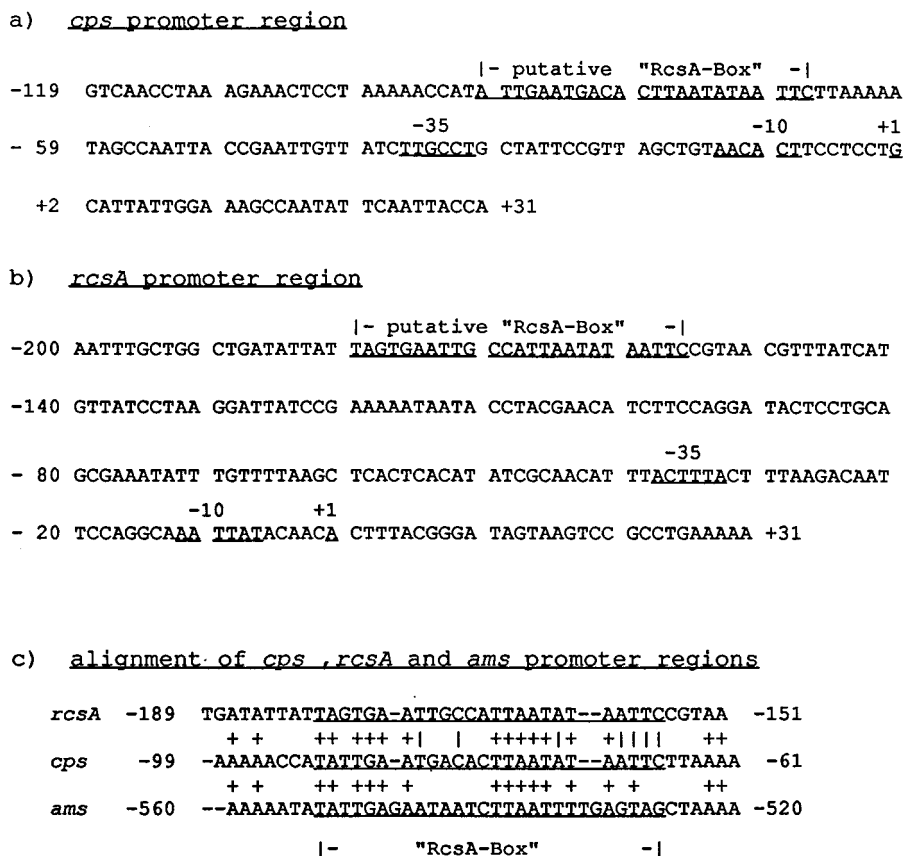 a) cps promoter region
|- putative "RcsA-Box" -|
-119 GTCAACCTAA AGAAACTCCT AAAAACCATA TTGAATGACA CTTAATATAA TTCTTAAAAA
-35 -10 +1
- 59 TAGCCAATTA CCGAATTGTT ATCTTGCCTG CTATTCCGTT AGCTGTAACA CTTCCTCCTG
+2 CATTATTGGA AAGCCAATAT TCAATTACCA +31
b) rcsA promoter region
|- putative "RcsA-Box" -|
-200 AATTTGCTGG CTGATATTAT TAGTGAATTG CCATTAATAT AATTCCGTAA CGTTTATCAT
-140 GTTATCCTAA GGATTATCCG AAAAATAATA CCTACGAACA TCTTCCAGGA TACTCCTGCA
-35
- 80 GCGAAATATT TGTTTTAAGC TCACTCACAT ATCGCAACAT TTACTTTACT TTAAGACAAT
-10 +1
- 20 TCCAGGCAAA TTATACAACA CTTTACGGGA TAGTAAGTCC GCCTGAAAAA +31
c) alignment of cps ,rcsA and ams promoter regions
rcsA -189 TGATATTATTAGTGA-ATTGCCATTAATAT--AATTCCGTAA -151
+ + ++ +++ +| | +++++|+ +|||| ++
cps -99 -AAAAACCATATTGA-ATGACACTTAATAT--AATTCTTAAAA -61
+ + ++ +++ + +++++ + + + ++
ams -560 --AAAAATATATTGAGAATAATCTTAATTTTGAGTAGCTAAAA -520
|- "RcsA-Box" -|